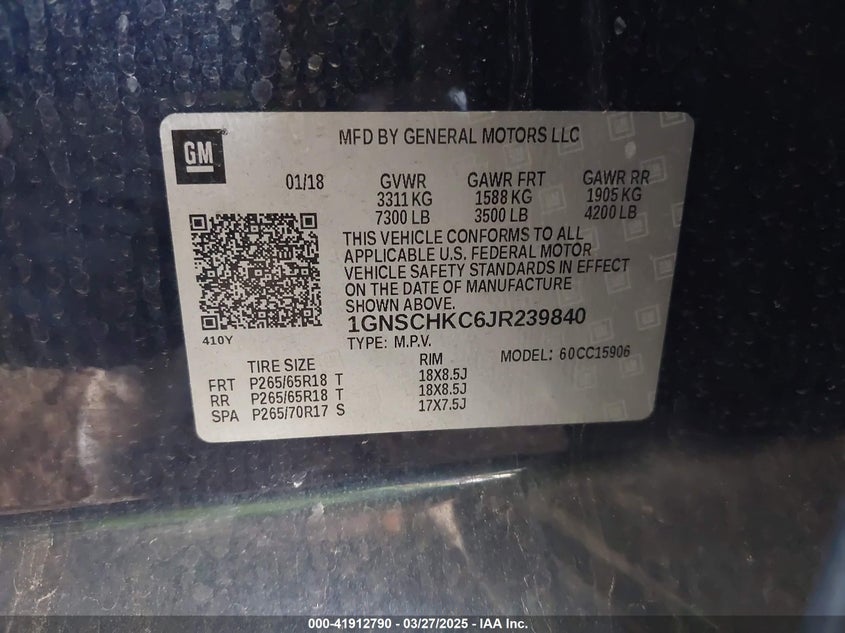 GM
MFD BY GENERAL MOTORS LLC
01/18 GVWR GAWR FRT GAWR RR
3311 KG 1588 KG 1905 KG
7300 LB 3500 LB 4200 LB
THIS VEHICLE CONFORMS TO ALL
APPLICABLE U.S. FEDERAL MOTOR
VEHICLE SAFETY STANDARDS IN EFFECT
ON THE DATE OF MANUFACTURE
SHOWN ABOVE.
1GNSCHKC6JR239840
410Y
TYPE: M.P.V. MODEL: 60CC15906
TIRE SIZE RIM
FRT P265/65R18 T 18X8.5J
RR P265/65R18 T 18X8.5J
SPA P265/70R17 S 17X7.5J
000-41912790 - 03/27/2025 - IAA Inc.